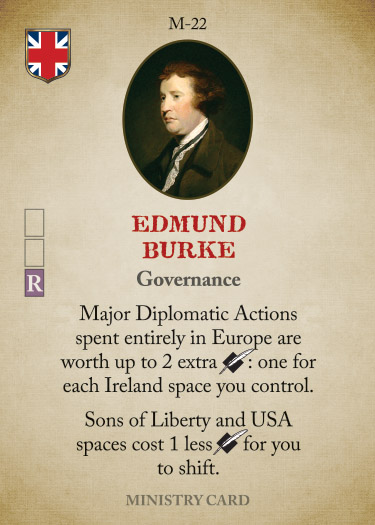 M-22
EDMUND
BURKE
R
Governance
Major Diplomatic Actions
spent entirely in Europe are
worth up to 2 extra : one for
each Ireland space you control.
Sons of Liberty and USA
spaces cost 1 less for you
to shift.
MINISTRY CARD